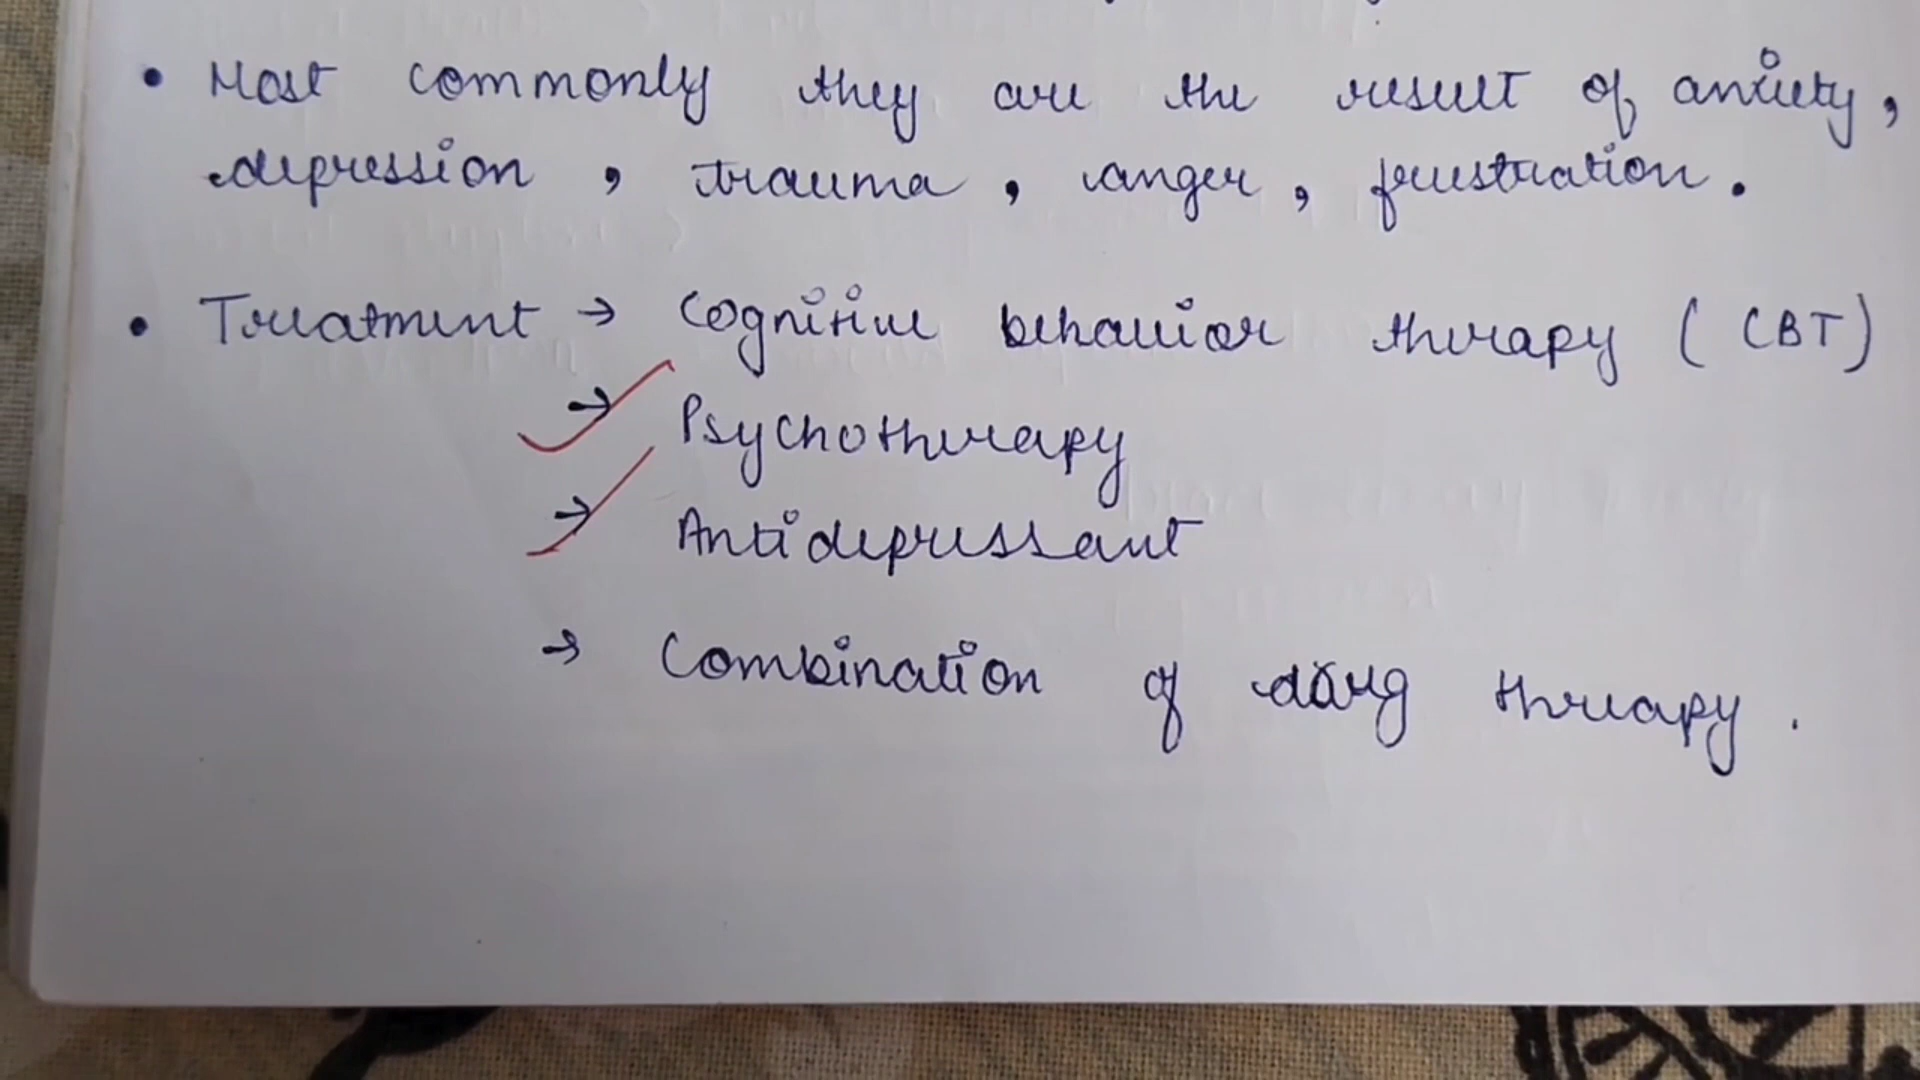 • Most commonly they are the result of anxiety,
depression, trauma, anger, frustration.
• Treatment → Cognitive behavior therapy (CBT)
→ Psychotherapy
→ Antidepressant
→ Combination of drug therapy.